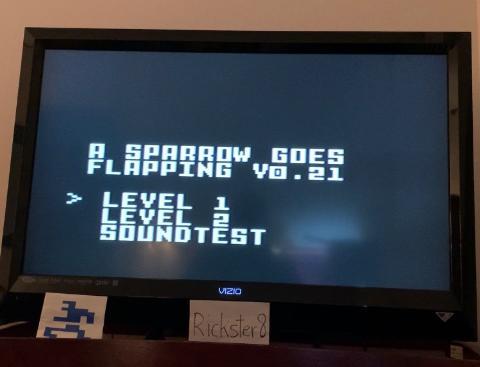 A SPARROW GOES
FLAPPING V0.21
> LEVEL 1
LEVEL 2
SOUNDTEST
VIZIO
Rickster8